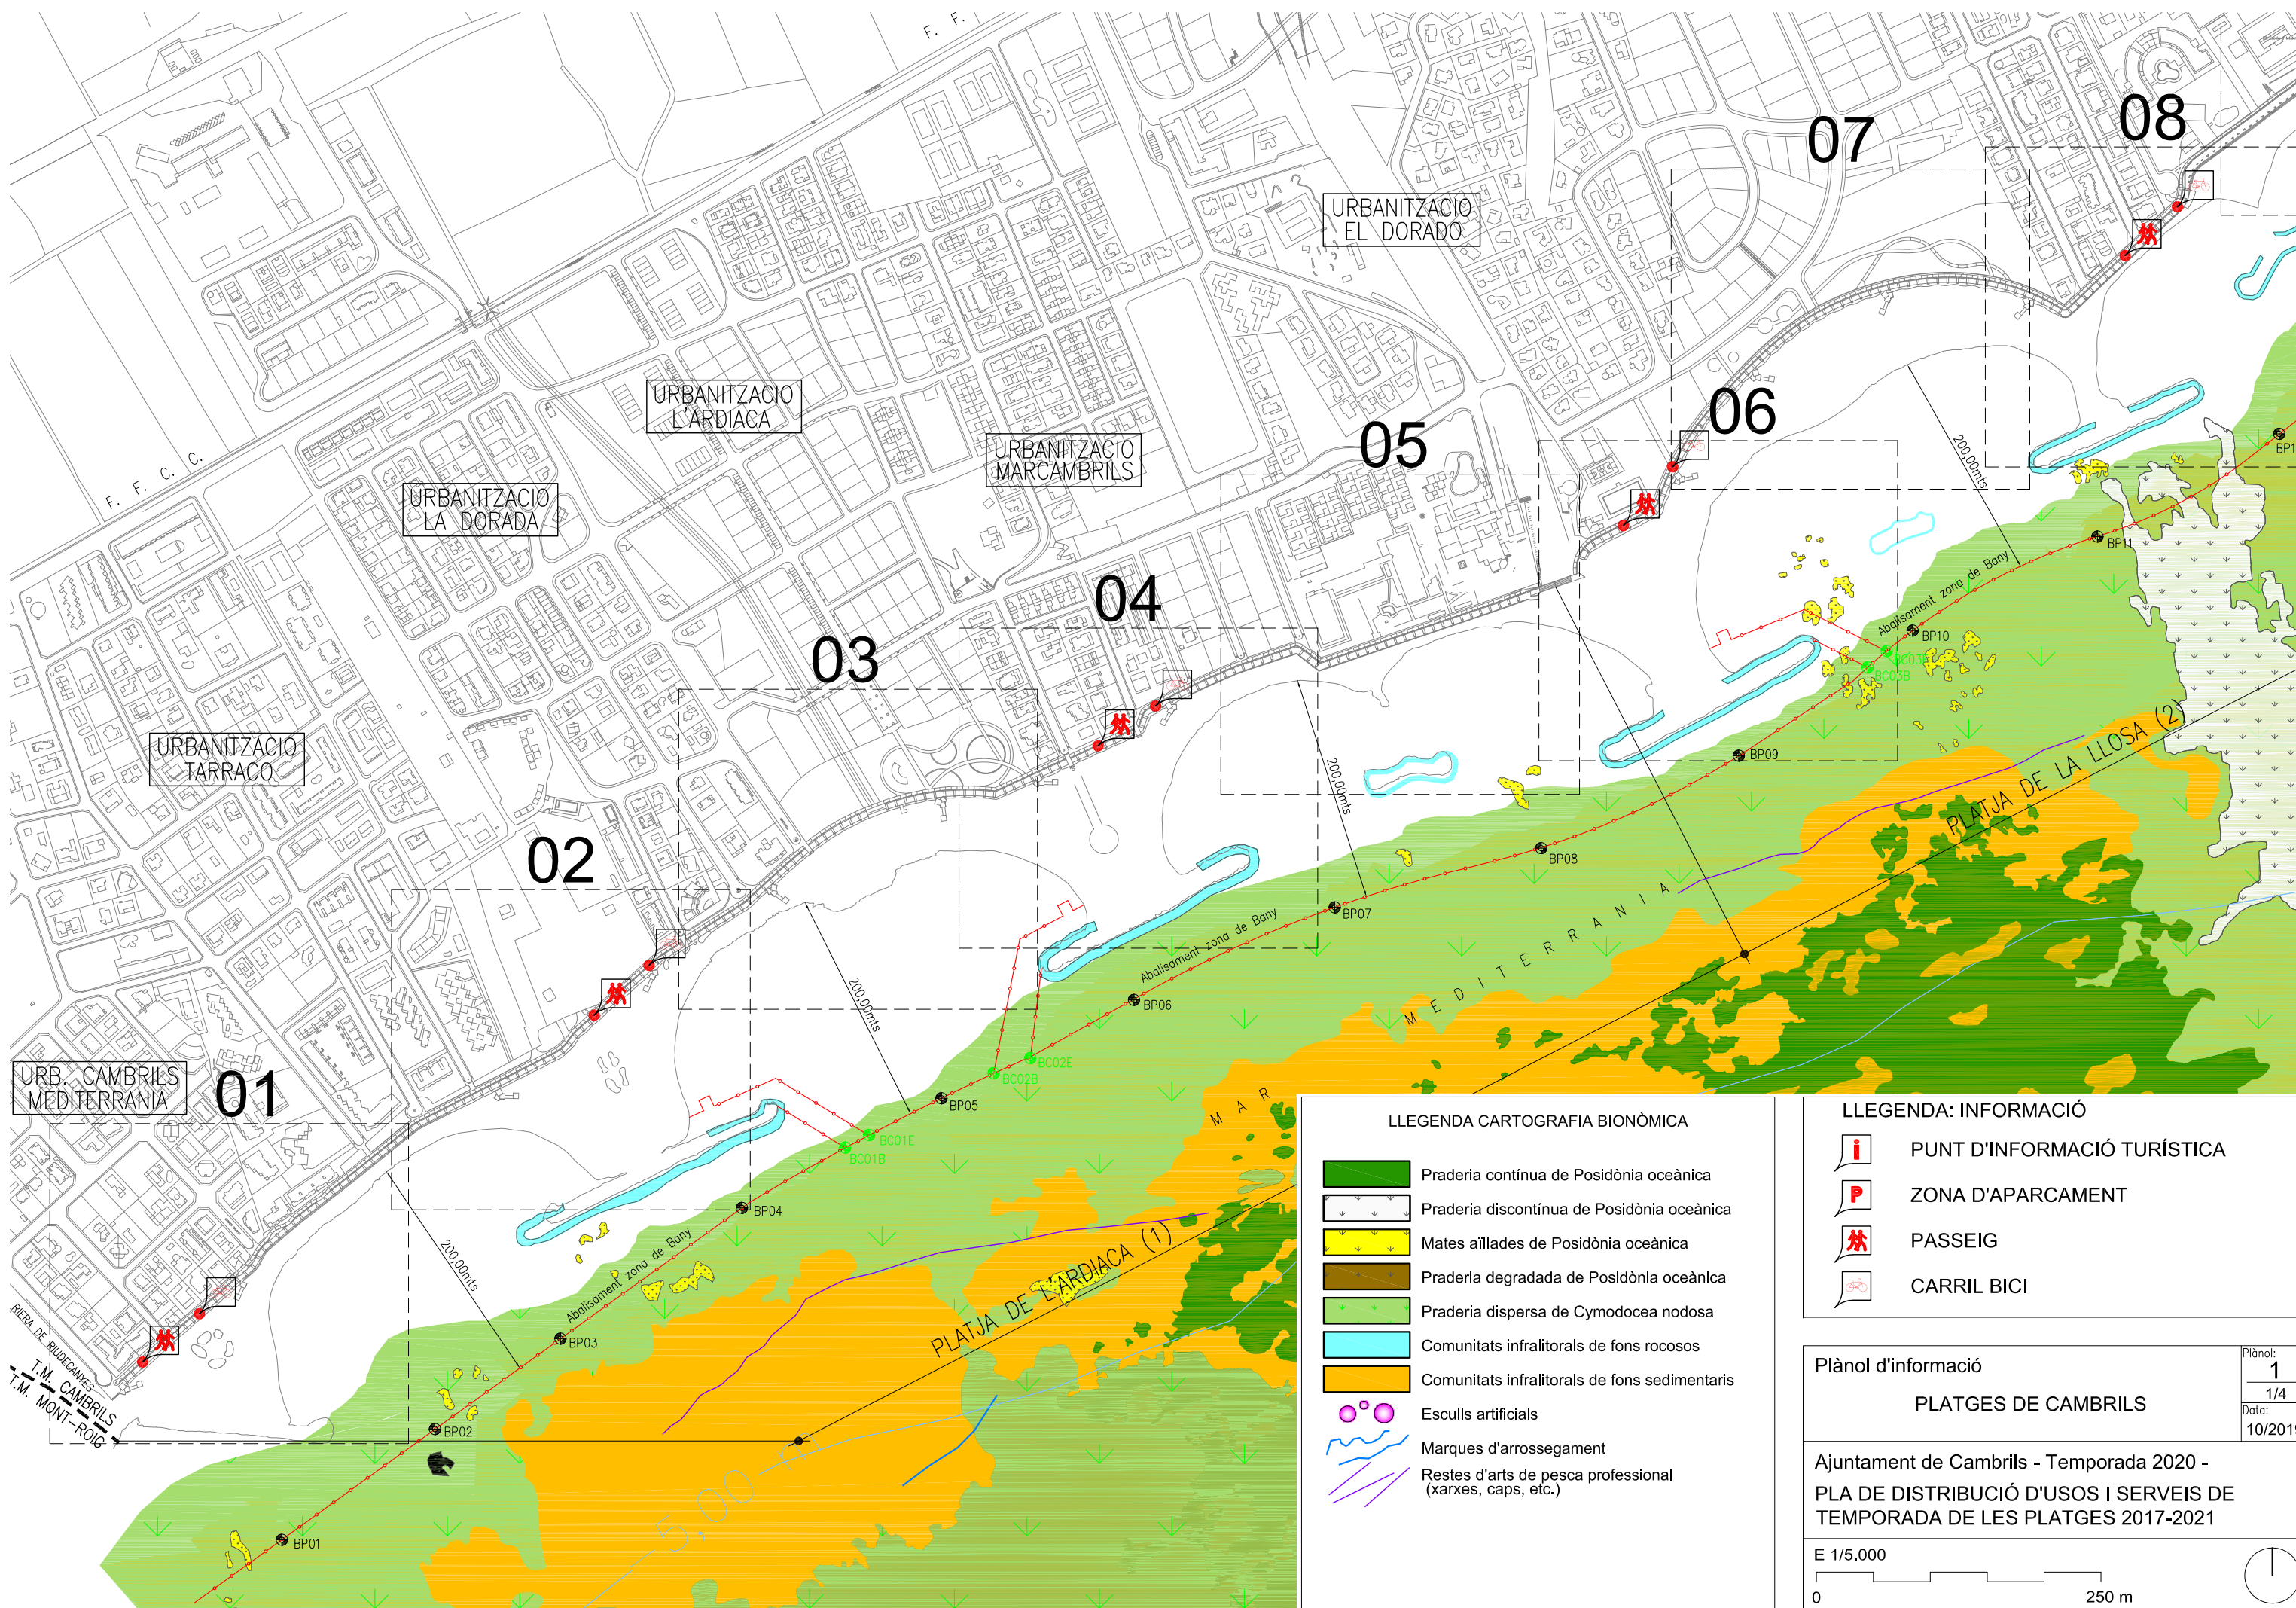 F. F.
08
07
URBANITZACIO
EL DORADO
06
URBANITZACIO
L'ARDIACA
05
200,00mts
BP1
URBANITZACIO
MARCAMBRILS
F. F. C. C.
URBANITZACIO
LA DORADA
BP11
Abalisament zona de Bany
04
BP10
BC03E
BC03B
03
URBANITZACIO
TARRACO
PLATJA DE LA LLOSA (2)
BP09
200,00mts
02
BP08
M A R M E D I T E R R A N I A
BP07
Abalisament zona de Bany
200,00mts
BP06
URB. CAMBRILS
MEDITERRANIA
01
BC02E
BC02B
BP05
BC01E
BC01B
BP04
200,00mts
Abalisament zona de Bany
PLATJA DE L'ARDIACA (1)
BP03
RIERA DE RIUDECANYES
T.M. CAMBRILS
T.M. MONT-ROIG
BP02
5,00
BP01
LLEGENDA CARTOGRAFIA BIONÒMICA
Praderia contínua de Posidònia oceànica
Praderia discontínua de Posidònia oceànica
Mates aïllades de Posidònia oceànica
Praderia degradada de Posidònia oceànica
Praderia dispersa de Cymodocea nodosa
Comunitats infralitorals de fons rocosos
Comunitats infralitorals de fons sedimentaris
Esculls artificials
Marques d'arrossegament
Restes d'arts de pesca professional
(xarxes, caps, etc.)
LLEGENDA: INFORMACIÓ
i PUNT D'INFORMACIÓ TURÍSTICA
P ZONA D'APARCAMENT
PASSEIG
CARRIL BICI
Plànol d'informació
PLATGES DE CAMBRILS
Plànol:
1
1/4
Data:
10/2019
Ajuntament de Cambrils - Temporada 2020 -
PLA DE DISTRIBUCIÓ D'USOS I SERVEIS DE
TEMPORADA DE LES PLATGES 2017-2021
E 1/5.000
0 250 m